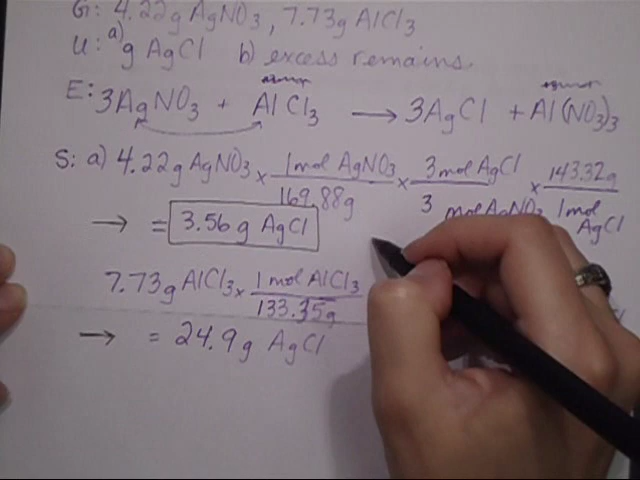 G: 4.22g AgNO3, 7.73g AlCl3
U: a) g AgCl b) excess remains.
E: 3AgNO3 + AlCl3 → 3AgCl + Al(NO3)3
S: a) 4.22g AgNO3 x 1mol AgNO3 / 169.88g x 3mol AgCl / 3 mol AgNO3 x 143.32g / 1mol AgCl
→ = 3.56g AgCl
7.73g AlCl3 x 1mol AlCl3 / 133.35g
→ = 24.9g AgCl